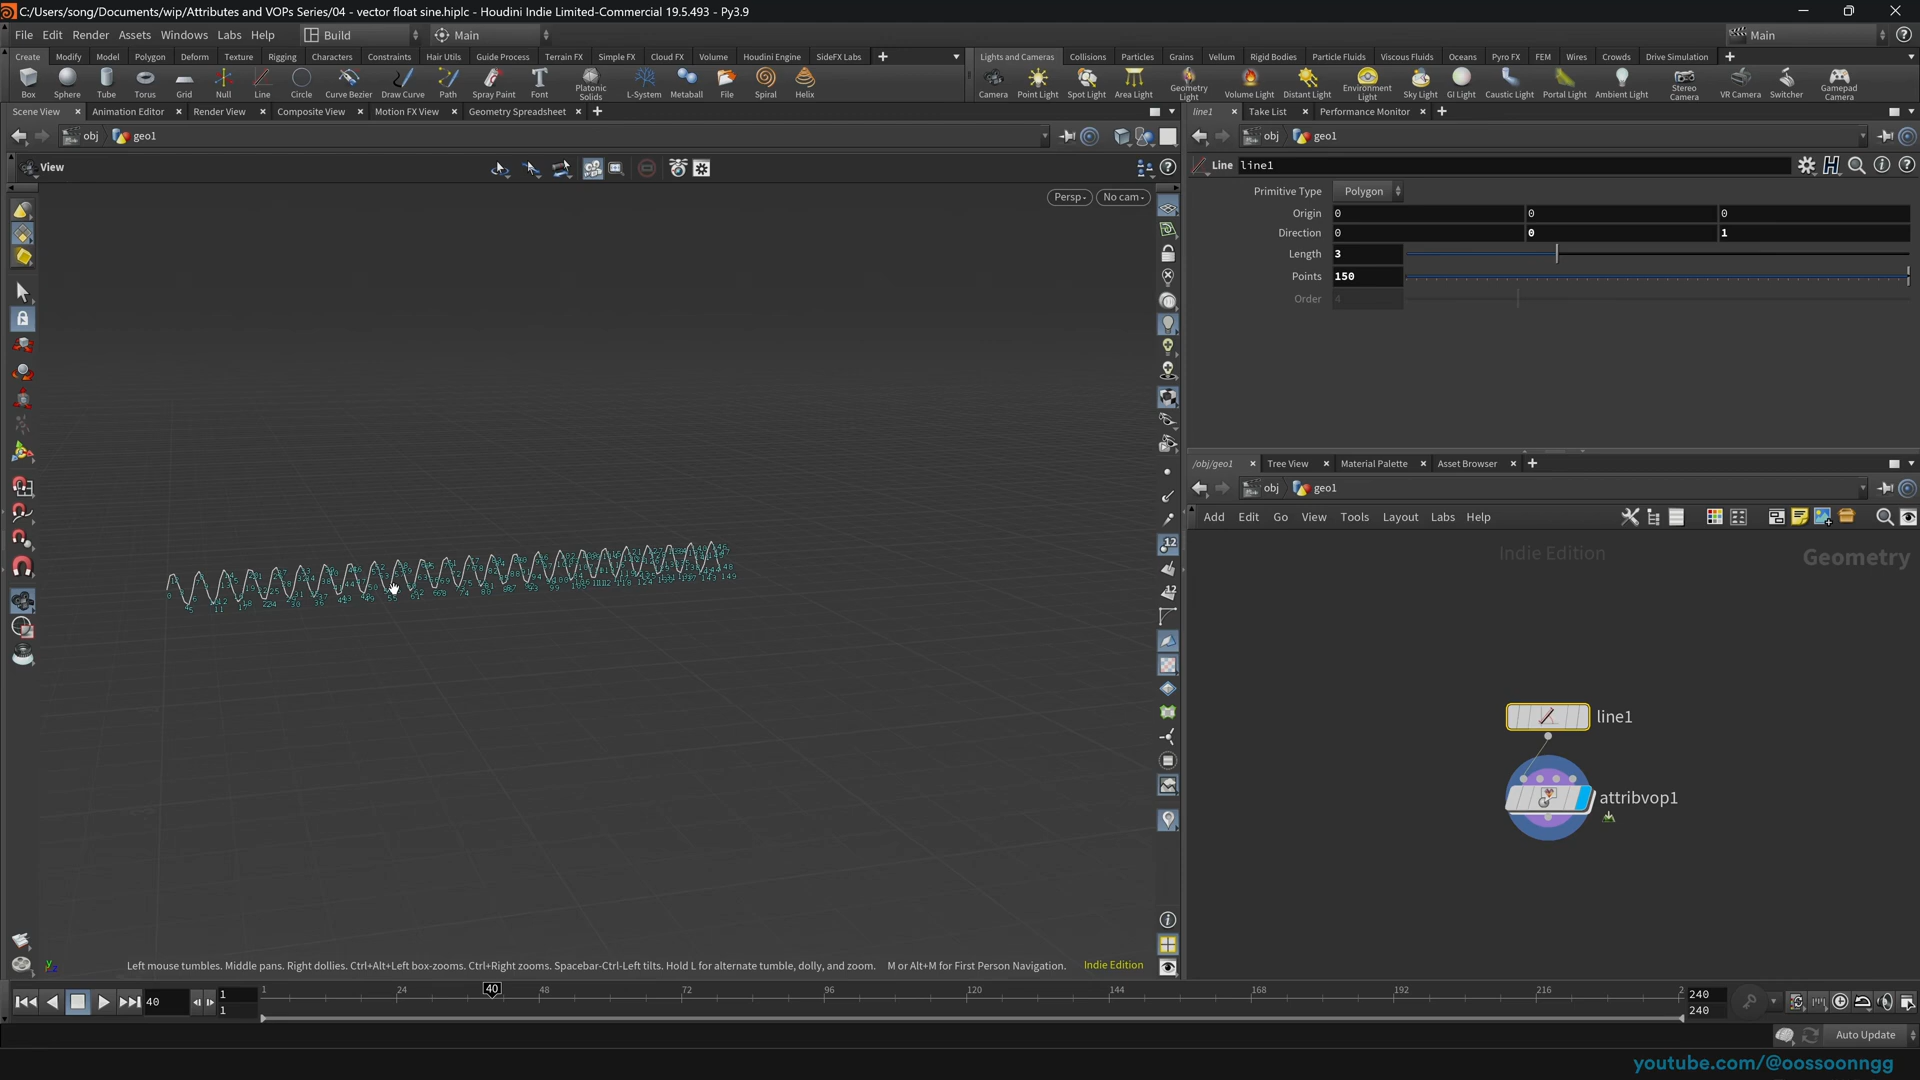 C:/Users/song/Documents/wip/Attributes and VOPs Series/04 - vector float sine.hiplc - Houdini Indie Limited-Commercial 19.5.493 - Py3.9
File Edit Render Assets Windows Labs Help Build Main Main
Create Modify Model Polygon Deform Texture Rigging Characters Constraints Hair Utils Guide Process Terrain FX Simple FX Cloud FX Volume Houdini Engine SideFX Labs
Lights and Cameras Collisions Particles Grains Vellum Rigid Bodies Particle Fluids Viscous Fluids Oceans Pyro FX FEM Wires Crowds Drive Simulation
Box Sphere Tube Torus Grid Null Line Circle Curve Bezier Draw Curve Path Spray Paint Font Platonic Solids L-System Metaball File Spiral Helix
Camera Point Light Spot Light Area Light Geometry Light Volume Light Distant Light Environment Light Sky Light GI Light Caustic Light Portal Light Ambient Light Stereo Camera VR Camera Switcher Gamepad Camera
Scene View Animation Editor Render View Composite View Motion FX View Geometry Spreadsheet
line1 Take List Performance Monitor
obj geo1
obj geo1
View
Persp No cam
Line line1
Primitive Type Polygon
Origin 0 0 0
Direction 0 0 1
Length 3
Points 150
Order 4
/obj/geo1 Tree View Material Palette Asset Browser
obj geo1
Add Edit Go View Tools Layout Labs Help
Indie Edition
Geometry
line1
attribvop1
Left mouse tumbles. Middle pans. Right dollies. Ctrl+Alt+Left box-zooms. Ctrl+Right zooms. Spacebar-Ctrl-Left tilts. Hold L for alternate tumble, dolly, and zoom. M or Alt+M for First Person Navigation.
Indie Edition
40 1 1 1 24 40 48 72 96 120 144 168 192 216 2 240 240
Auto Update
youtube.com/@oossoonngg